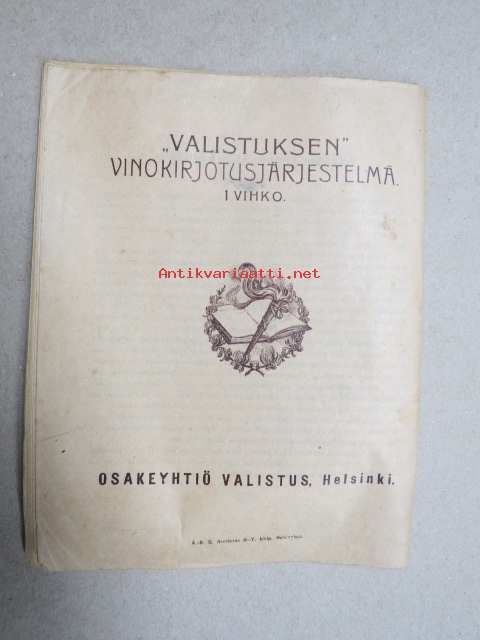 „VALISTUKSEN”
VINOKIRJOTUSJÄRJESTELMÄ.
I VIHKO.
Antikvariaatti.net
OSAKEYHTIÖ VALISTUS, Helsinki.